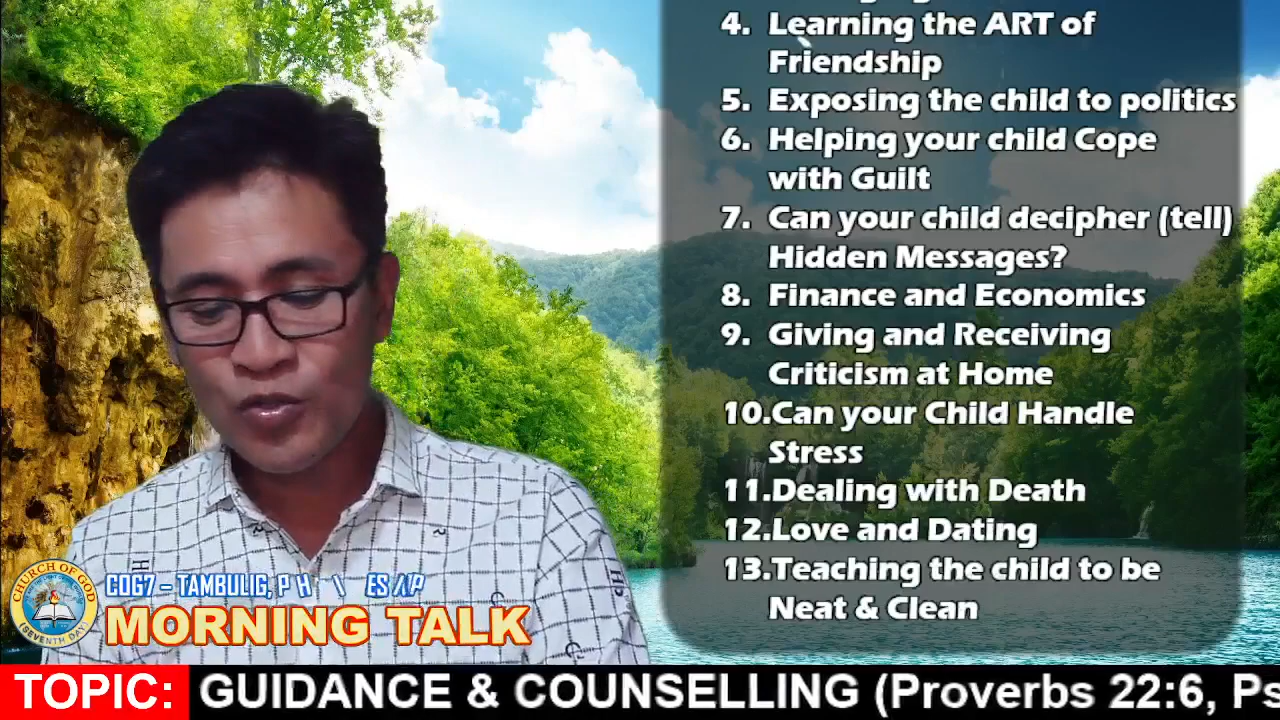 4. Learning the ART of
Friendship
5. Exposing the child to politics
6. Helping your child Cope
with Guilt
7. Can your child decipher (tell)
Hidden Messages?
8. Finance and Economics
9. Giving and Receiving
Criticism at Home
10.Can your Child Handle
Stress
11.Dealing with Death
12.Love and Dating
13.Teaching the child to be
Neat & Clean
CHURCH OF GOD
(SEVENTH DAY)
COG7 - TAMBULIG,
MORNING TALK
TOPIC: GUIDANCE & COUNSELLING (Proverbs 22:6, Ps